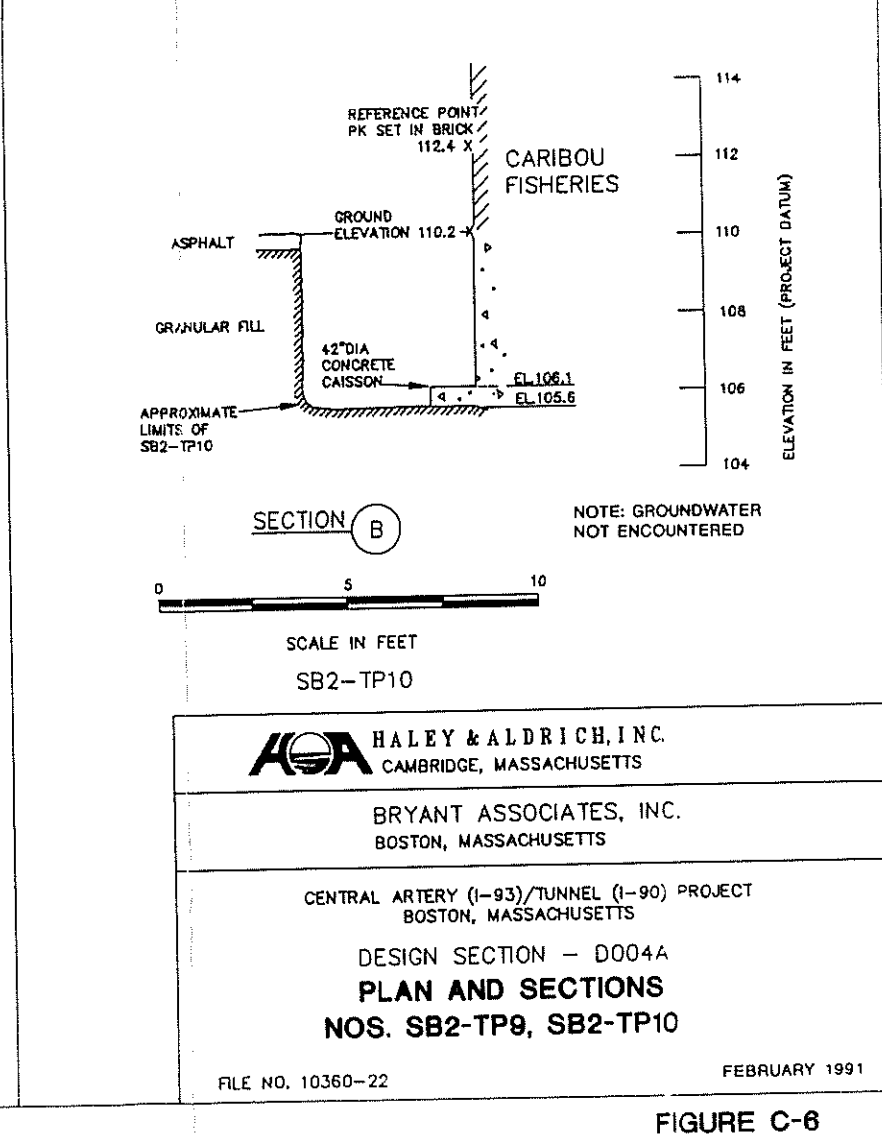 REFERENCE POINT
PK SET IN BRICK
112.4 X
CARIBOU
FISHERIES
GROUND
ELEVATION 110.2
X
ASPHALT
GRANULAR FILL
42"DIA
CONCRETE
CAISSON
EL.106.1
EL.105.6
APPROXIMATE
LIMITS OF
SB2-TP10
114
112
110
108
106
104
ELEVATION IN FEET (PROJECT DATUM)
SECTION B
NOTE: GROUNDWATER
NOT ENCOUNTERED
0 5 10
SCALE IN FEET
SB2-TP10
HALEY & ALDRICH, INC.
CAMBRIDGE, MASSACHUSETTS
BRYANT ASSOCIATES, INC.
BOSTON, MASSACHUSETTS
CENTRAL ARTERY (I-93)/TUNNEL (I-90) PROJECT
BOSTON, MASSACHUSETTS
DESIGN SECTION - D004A
PLAN AND SECTIONS
NOS. SB2-TP9, SB2-TP10
FILE NO. 10360-22
FEBRUARY 1991
FIGURE C-6